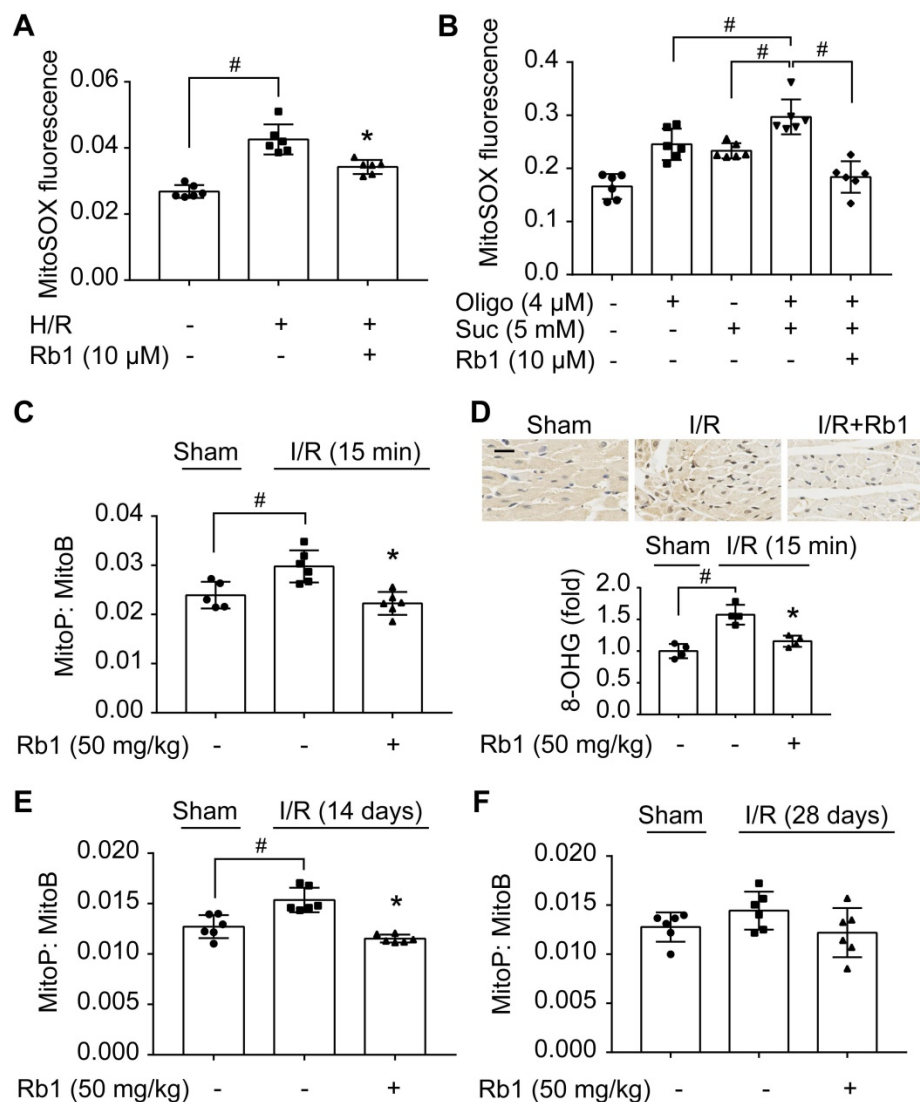 A
MitoSOX fluorescence
0.06
0.04
0.02
0.00
#
*
H/R - + +
Rb1 (10 µM) - - +
B
MitoSOX fluorescence
0.4
0.3
0.2
0.1
0.0
#
#
#
Oligo (4 µM) - + - + +
Suc (5 mM) - - + + +
Rb1 (10 µM) - - - - +
C
Sham I/R (15 min)
MitoP: MitoB
0.04
0.03
0.02
0.01
0.00
#
*
Rb1 (50 mg/kg) - - +
D
Sham I/R I/R+Rb1
Sham I/R (15 min)
8-OHG (fold)
2.0
1.5
1.0
0.5
0.0
#
*
Rb1 (50 mg/kg) - - +
E
Sham I/R (14 days)
MitoP: MitoB
0.020
0.015
0.010
0.005
0.000
#
*
Rb1 (50 mg/kg) - - +
F
Sham I/R (28 days)
MitoP: MitoB
0.020
0.015
0.010
0.005
0.000
Rb1 (50 mg/kg) - - +